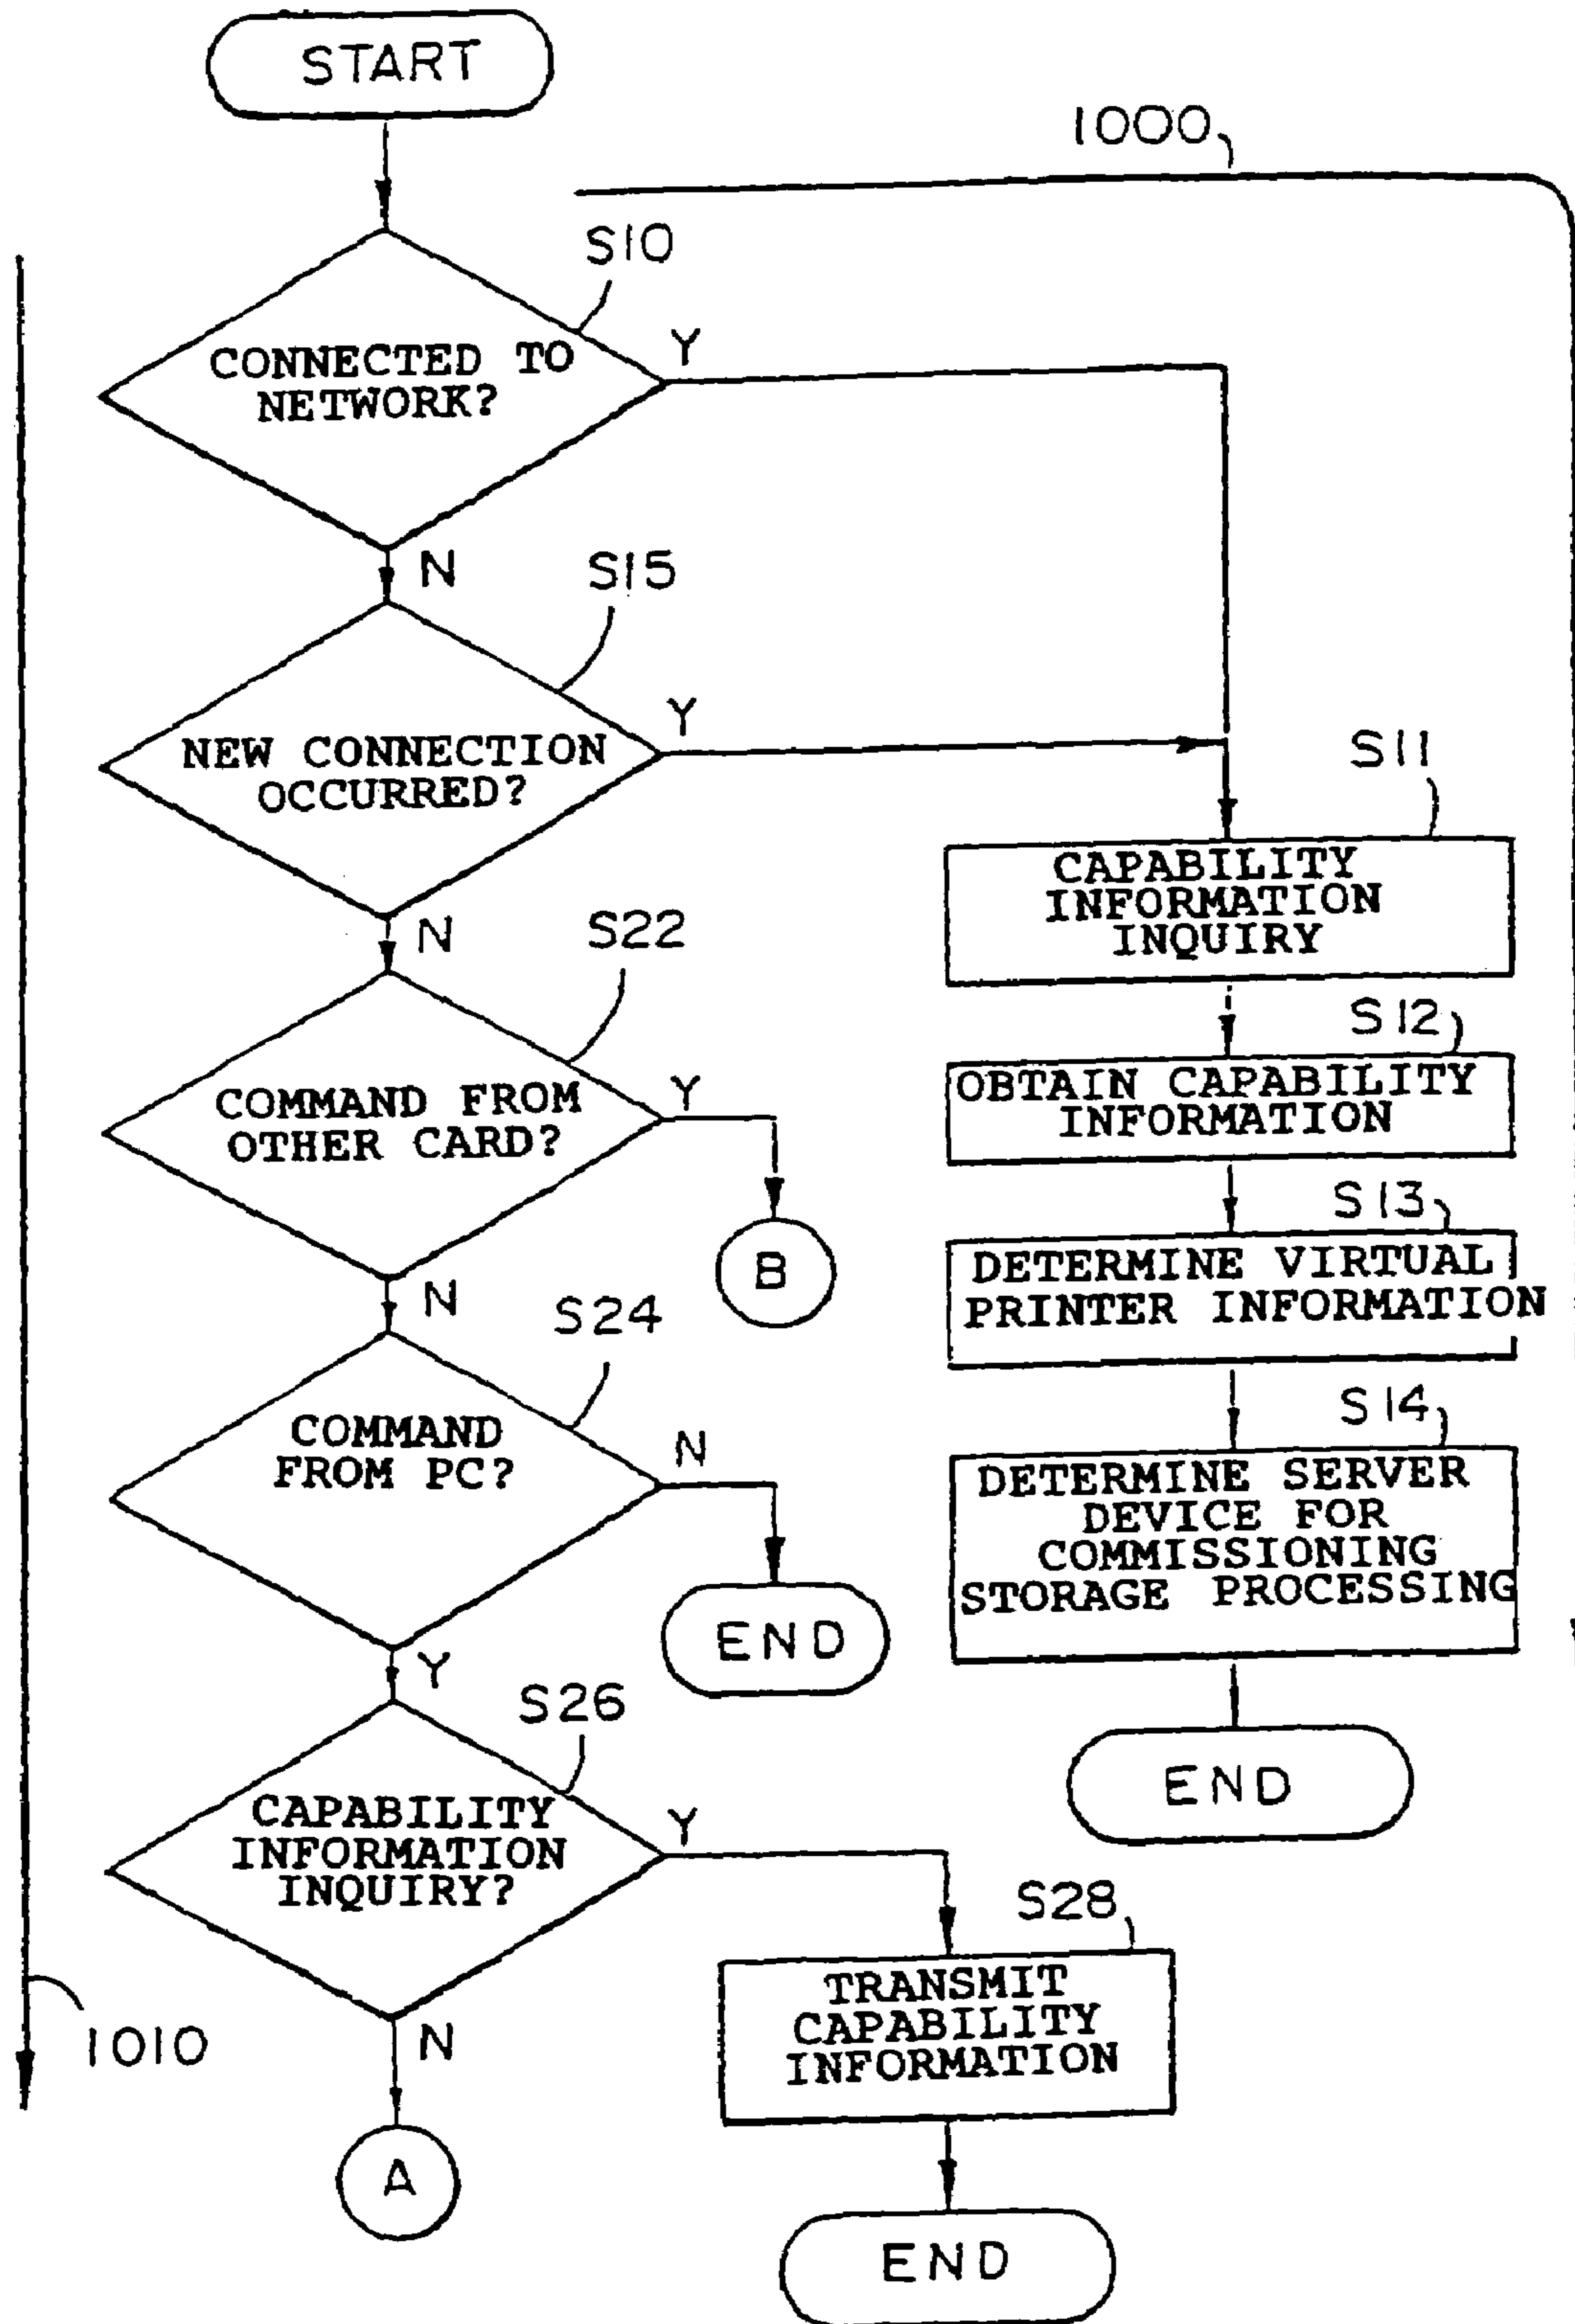 START
1000
S10
CONNECTED TO
NETWORK?
Y
N
S15
NEW CONNECTION
OCCURRED?
Y
N
S11
CAPABILITY
INFORMATION
INQUIRY
S22
COMMAND FROM
OTHER CARD?
Y
N
B
S12
OBTAIN CAPABILITY
INFORMATION
S13
DETERMINE VIRTUAL
PRINTER INFORMATION
S24
COMMAND
FROM PC?
N
Y
END
S14
DETERMINE SERVER
DEVICE FOR
COMMISSIONING
STORAGE PROCESSING
END
S26
CAPABILITY
INFORMATION
INQUIRY?
Y
N
S28
TRANSMIT
CAPABILITY
INFORMATION
1010
A
END